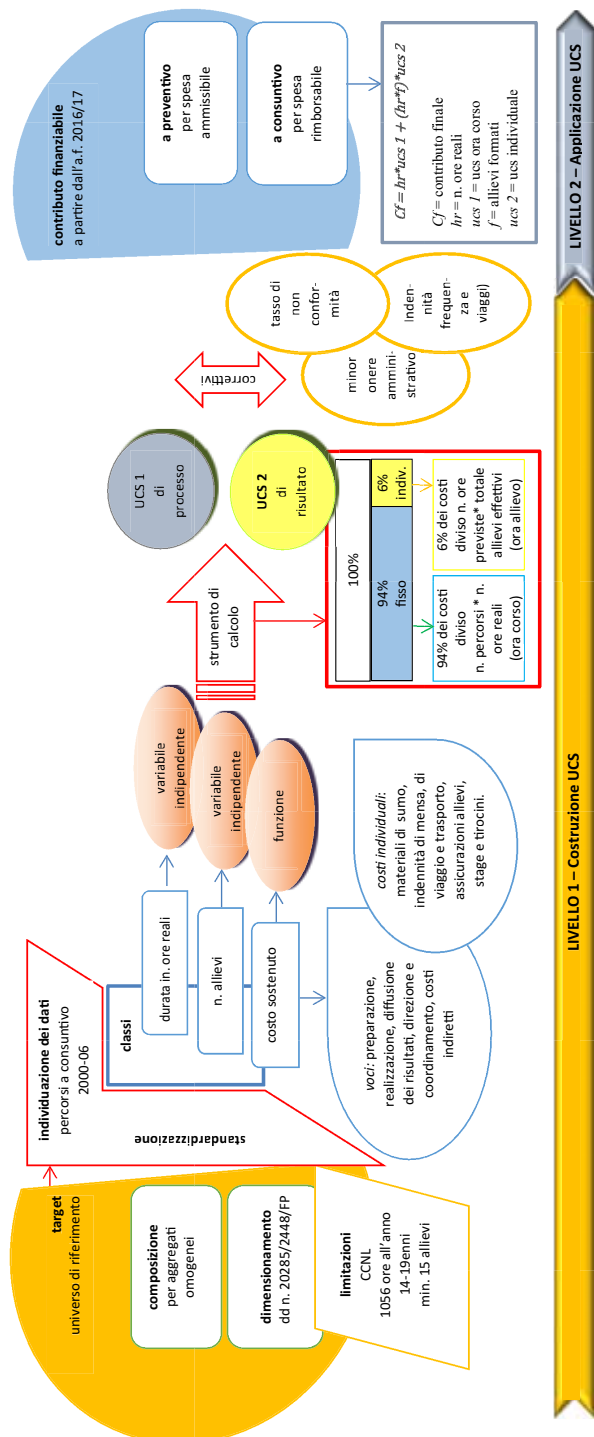 target
universo di riferimento
composizione
per aggregati
omogenei
dimensionamento
dd n. 20285/2448/FP
limitazioni
CCNL
1056 ore all'anno
14-19enni
min. 15 allievi
individuazione dei dati
percorsi a consuntivo
2000-06
standardizzazione
classi
durata in. ore reali
n. allievi
costo sostenuto
variabile
indipendente
variabile
indipendente
funzione
voci: preparazione,
realizzazione, diffusione
dei risultati, direzione e
coordinamento, costi
indiretti
costi individuali:
materiali di sumo,
indennità di mensa, di
viaggio e trasporto,
assicurazioni allievi,
stage e tirocini.
strumento di
calcolo
UCS 1
di
processo
UCS 2
di
risultato
100%
94%
fisso
6%
indiv.
94% dei costi
diviso
n. percorsi * n.
ore reali
(ora corso)
6% dei costi
diviso n. ore
previste* totale
allievi effettivi
(ora allievo)
correttivi
tasso di
non
confor-
mità
minor
onere
ammini-
strativo
Inden-
nità
frequen-
za e
viaggi)
contributo finanziabile
a partire dall'a.f. 2016/17
a preventivo
per spesa
ammissibile
a consuntivo
per spesa
rimborsabile
Cf = hr*ucs 1 + (hr*f)*ucs 2
Cf = contributo finale
hr = n. ore reali
ucs 1 = ucs ora corso
f = allievi formati
ucs 2 = ucs individuale
LIVELLO 1 – Costruzione UCS
LIVELLO 2 – Applicazione UCS